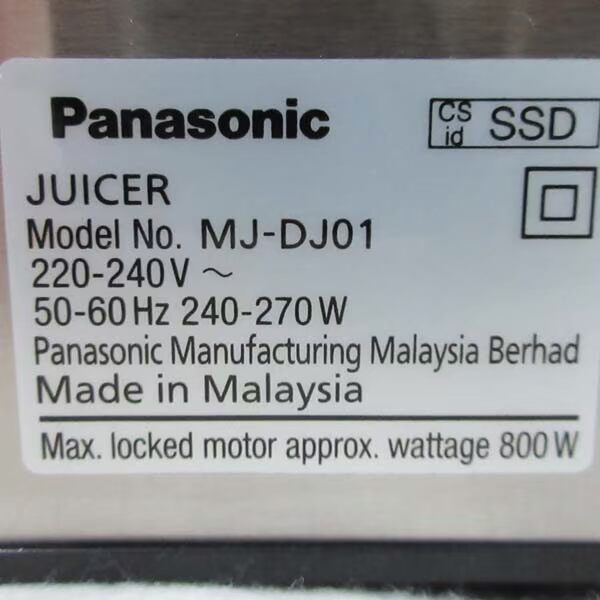 Panasonic
CS id SSD
JUICER
Model No. MJ-DJ01
220-240V ~
50-60Hz 240-270W
Panasonic Manufacturing Malaysia Berhad
Made in Malaysia
Max. locked motor approx. wattage 800W